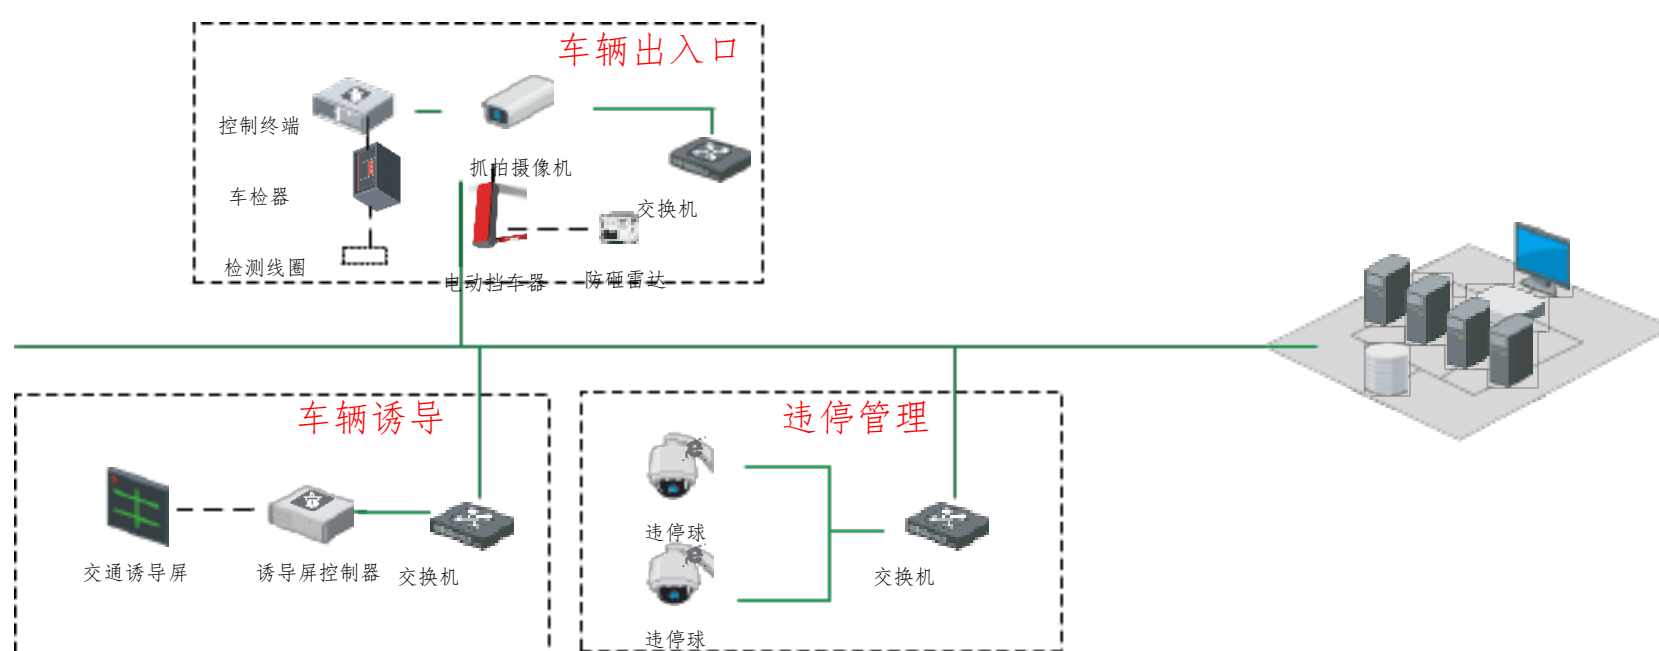 车辆出入口
控制终端
抓拍摄像机
车检器
交换机
检测线圈
电动挡车器
防砸雷达
车辆诱导
交通诱导屏
诱导屏控制器
交换机
违停管理
违停球
交换机
违停球